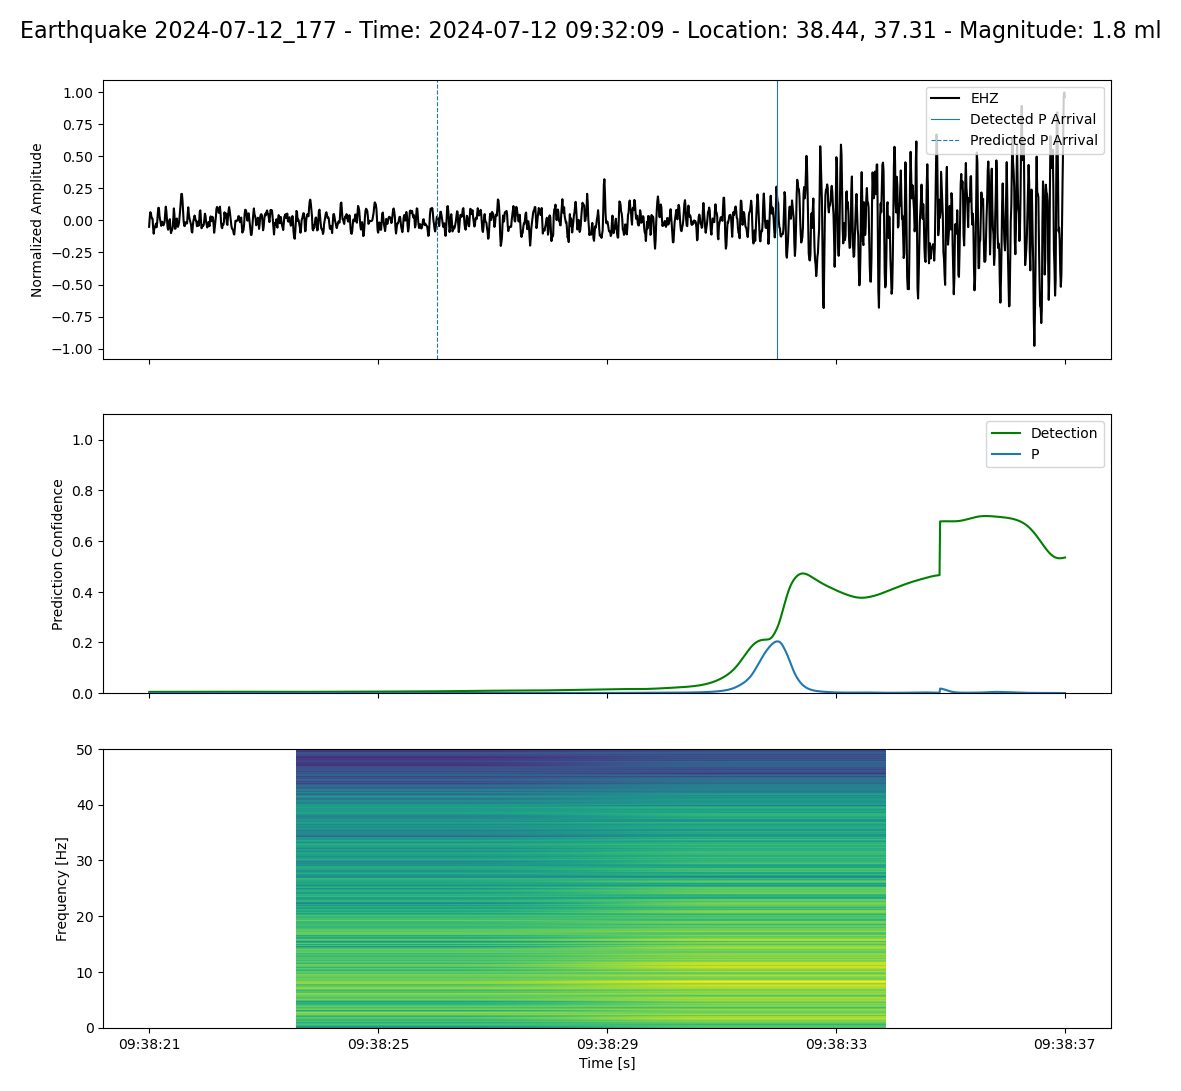 Earthquake 2024-07-12_177 - Time: 2024-07-12 09:32:09 - Location: 38.44, 37.31 - Magnitude: 1.8 ml
Normalized Amplitude
1.00
0.75
0.50
0.25
0.00
−0.25
−0.50
−0.75
−1.00
EHZ
Detected P Arrival
Predicted P Arrival
Prediction Confidence
1.0
0.8
0.6
0.4
0.2
0.0
Detection
P
Frequency [Hz]
50
40
30
20
10
0
09:38:21 09:38:25 09:38:29 09:38:33 09:38:37
Time [s]